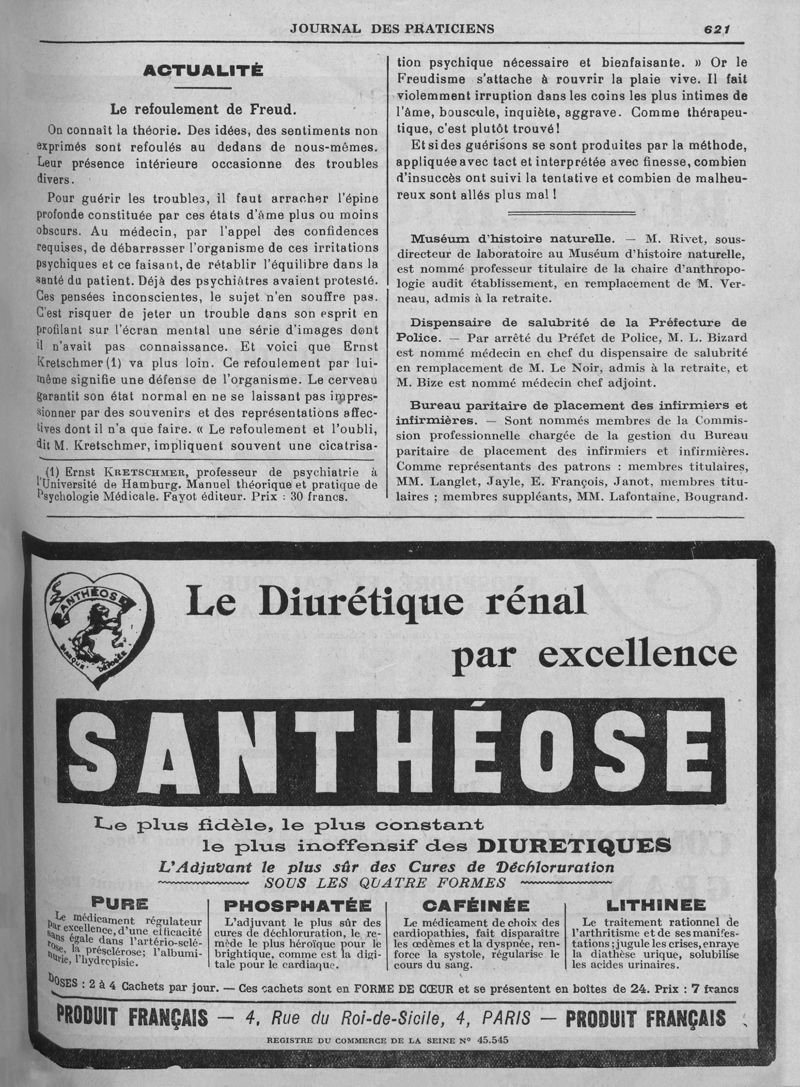 JOURNAL DES PRATICIENS
621
ACTUALITÉ
Le refoulement de Freud.
On connaît la théorie. Des idées, des sentiments non
exprimés sont refoulés au dedans de nous-mêmes.
Leur présence intérieure occasionne des troubles
divers.
Pour guérir les troubles, il faut arracher l'épine
profonde constituée par ces états d'âme plus ou moins
obscurs. Au médecin, par l'appel des confidences
requises, de débarrasser l'organisme de ces irritations
psychiques et ce faisant, de rétablir l'équilibre dans la
santé du patient. Déjà des psychiâtres avaient protesté.
Ces pensées inconscientes, le sujet n'en souffre pas.
C'est risquer de jeter un trouble dans son esprit en
profilant sur l'écran mental une série d'images dont
il n'avait pas connaissance. Et voici que Ernst
Kretschmer (1) va plus loin. Ce refoulement par lui-
même signifie une défense de l'organisme. Le cerveau
garantit son état normal en ne se laissant pas impres-
sionner par des souvenirs et des représentations affec-
tives dont il n'a que faire. « Le refoulement et l'oubli,
dit M. Kretschmer, impliquent souvent une cicatrisa-
(1) Ernst KRETSCHMER, professeur de psychiatrie à
l'Université de Hamburg. Manuel théorique et pratique de
Psychologie Médicale. Fayot éditeur. Prix : 30 francs.
tion psychique nécessaire et bienfaisante. » Or le
Freudisme s'attache à rouvrir la plaie vive. Il fait
violemment irruption dans les coins les plus intimes de
l'âme, bouscule, inquiète, aggrave. Comme thérapeu-
tique, c'est plutôt trouvé!
Et si des guérisons se sont produites par la méthode,
appliquée avec tact et interprétée avec finesse, combien
d'insuccès ont suivi la tentative et combien de malheu-
reux sont allés plus mal !
Muséum d'histoire naturelle. — M. Rivet, sous-
directeur de laboratoire au Muséum d'histoire naturelle,
est nommé professeur titulaire de la chaire d'anthropo-
logie audit établissement, en remplacement de M. Ver-
neau, admis à la retraite.
Dispensaire de salubrité de la Préfecture de
Police. — Par arrêté du Préfet de Police, M. L. Bizard
est nommé médecin en chef du dispensaire de salubrité
en remplacement de M. Le Noir, admis à la retraite, et
M. Bize est nommé médecin chef adjoint.
Bureau paritaire de placement des infirmiers et
infirmières. — Sont nommés membres de la Commis-
sion professionnelle chargée de la gestion du Bureau
paritaire de placement des infirmiers et infirmières.
Comme représentants des patrons : membres titulaires,
MM. Langlet, Jayle, E. François, Janot, membres titu-
laires ; membres suppléants, MM. Lafontaine, Bougrand-
SANTHÉOSE
MARQUE DÉPOSÉE
Le Diurétique rénal
par excellence
SANTHÉOSE
Le plus fidèle, le plus constant
le plus inoffensif des DIURETIQUES
L'Adjuvant le plus sûr des Cures de Déchloruration
SOUS LES QUATRE FORMES
PURE
Le médicament régulateur
par excellence, d'une efficacité
sans égale dans l'artério-sclé-
rose, la présclérose; l'albumi-
nurie, l'hydropisie.
PHOSPHATÉE
L'adjuvant le plus sûr des
cures de déchloruration, le re-
mède le plus héroïque pour le
brightique, comme est la digi-
tale pour le cardiaque.
CAFÉINÉE
Le médicament de choix des
cardiopathies, fait disparaître
les œdèmes et la dyspnée, ren-
force la systole, régularise le
cours du sang.
LITHINEE
Le traitement rationnel de
l'arthritisme et de ses manifes-
tations; jugule les crises, enraye
la diathèse urique, solubilise
les acides urinaires.
DOSES : 2 à 4 Cachets par jour. — Ces cachets sont en FORME DE CŒUR et se présentent en boîtes de 24. Prix : 7 francs
PRODUIT FRANÇAIS — 4, Rue du Roi-de-Sicile, 4, PARIS — PRODUIT FRANÇAIS
REGISTRE DU COMMERCE DE LA SEINE N° 45.545